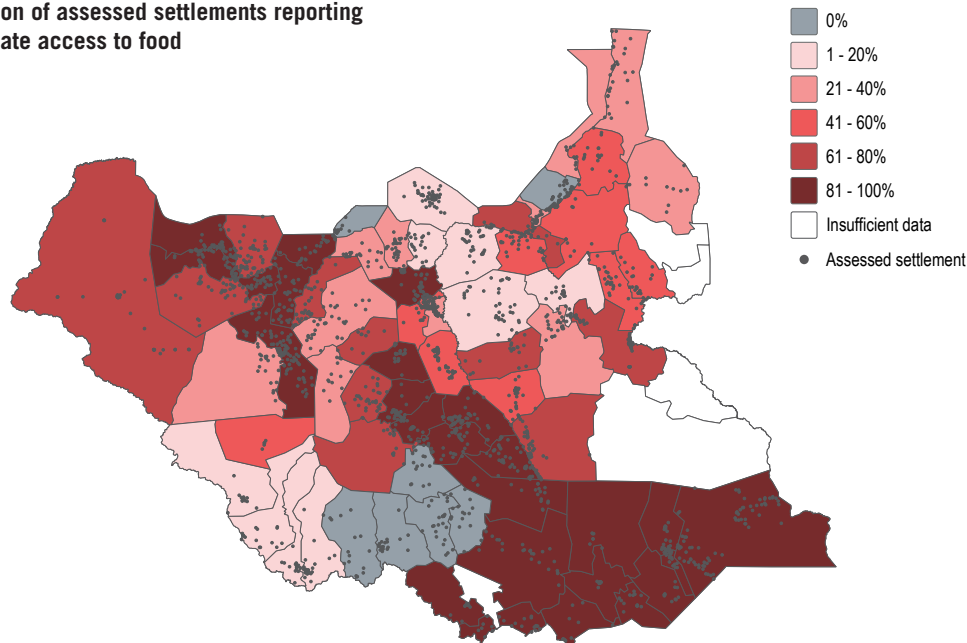 on of assessed settlements reporting
ate access to food
0%
1 - 20%
21 - 40%
41 - 60%
61 - 80%
81 - 100%
Insufficient data
Assessed settlement